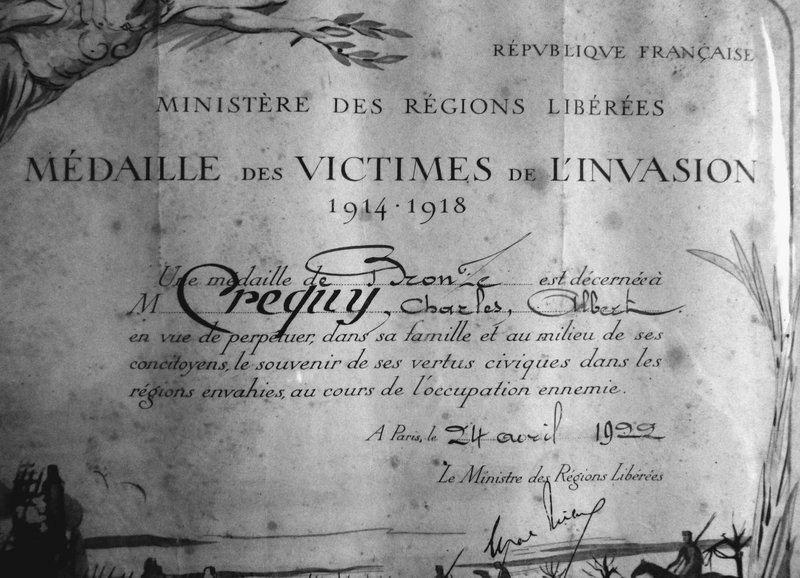 RÉPVBLIQVE FRANÇAISE
MINISTÈRE DES RÉGIONS LIBÉRÉES
MÉDAILLE DES VICTIMES DE L'INVASION
1914·1918
Une médaille de Bronze est décernée à
M Crequy, Charles, Albert.
en vue de perpétuer, dans sa famille et au milieu de ses
concitoyens, le souvenir de ses vertus civiques dans les
régions envahies, au cours de l'occupation ennemie.
A Paris, le 24 avril 1922
Le Ministre des Régions Libérées